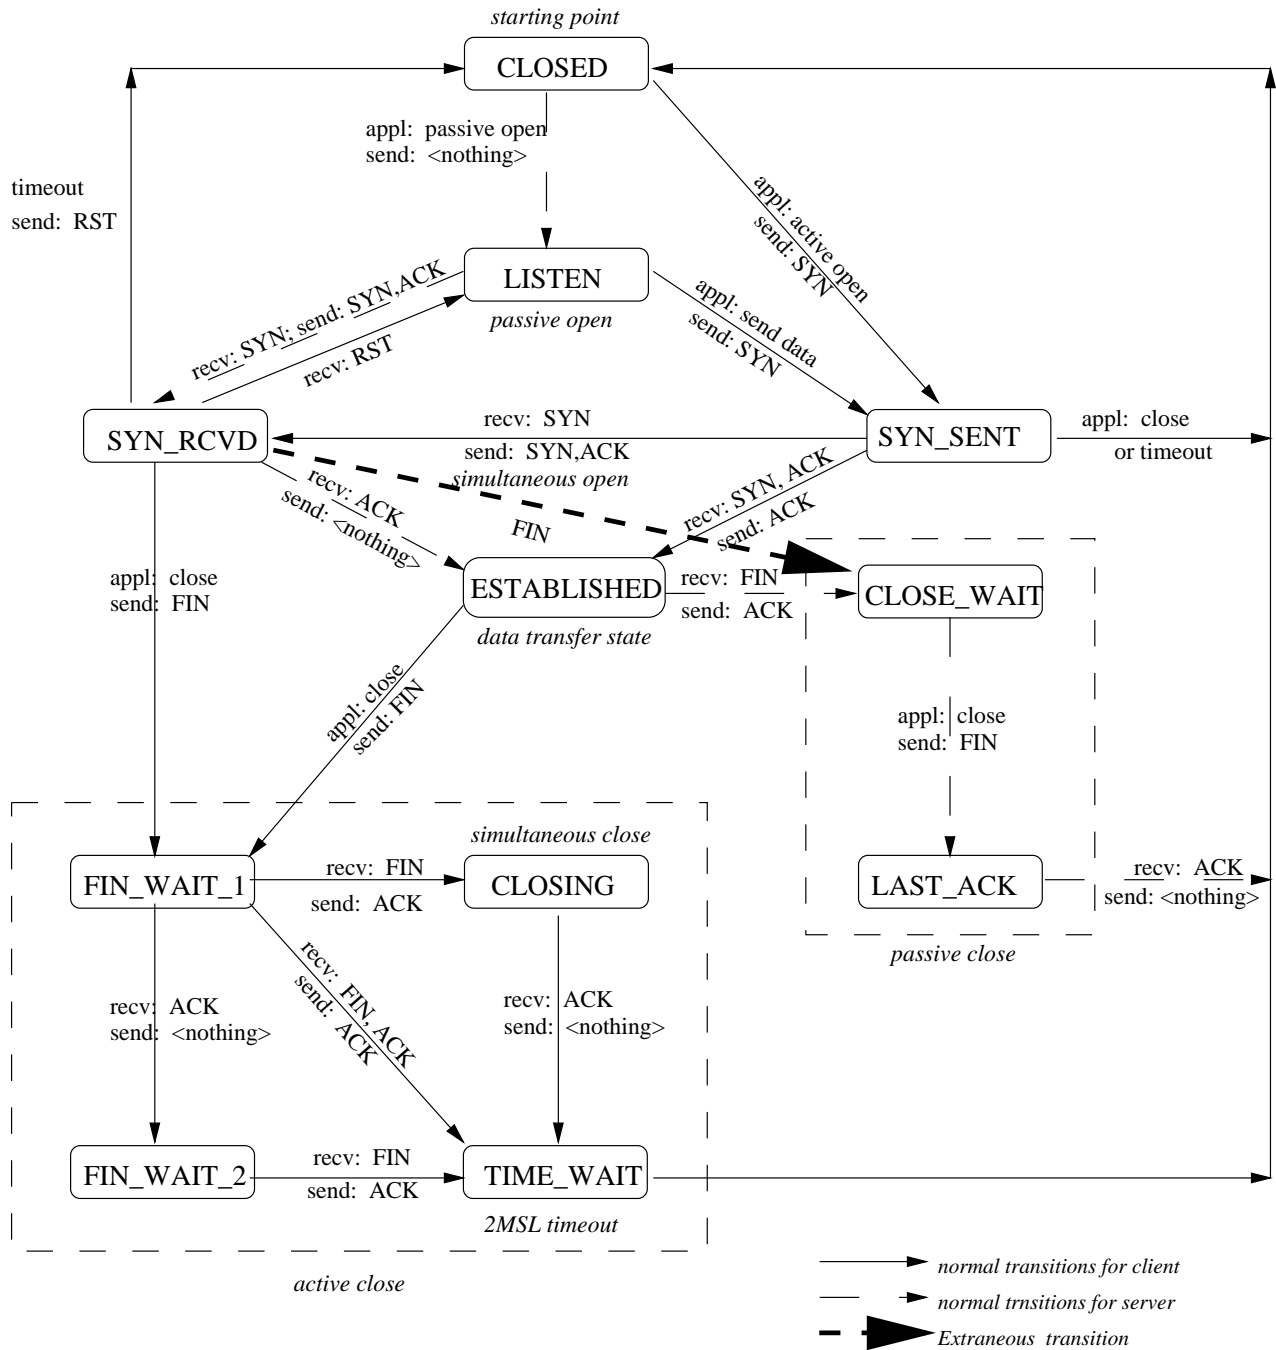 starting point
CLOSED
appl: passive open
send: <nothing>
timeout
send: RST
appl: active open
send: SYN
LISTEN
passive open
recv: SYN; send: SYN,ACK
recv: RST
appl: send data
send: SYN
SYN_RCVD
recv: SYN
send: SYN,ACK
simultaneous open
SYN_SENT
appl: close
or timeout
recv: ACK
send: <nothing>
FIN
recv: SYN, ACK
send: ACK
appl: close
send: FIN
ESTABLISHED
data transfer state
recv: FIN
send: ACK
CLOSE_WAIT
appl: close
send: FIN
appl: close
send: FIN
simultaneous close
FIN_WAIT_1
recv: FIN
send: ACK
CLOSING
LAST_ACK
recv: ACK
send: <nothing>
passive close
recv: ACK
send: <nothing>
recv: FIN, ACK
send: ACK
recv: ACK
send: <nothing>
FIN_WAIT_2
recv: FIN
send: ACK
TIME_WAIT
2MSL timeout
active close
normal transitions for client
normal trnsitions for server
Extraneous transition